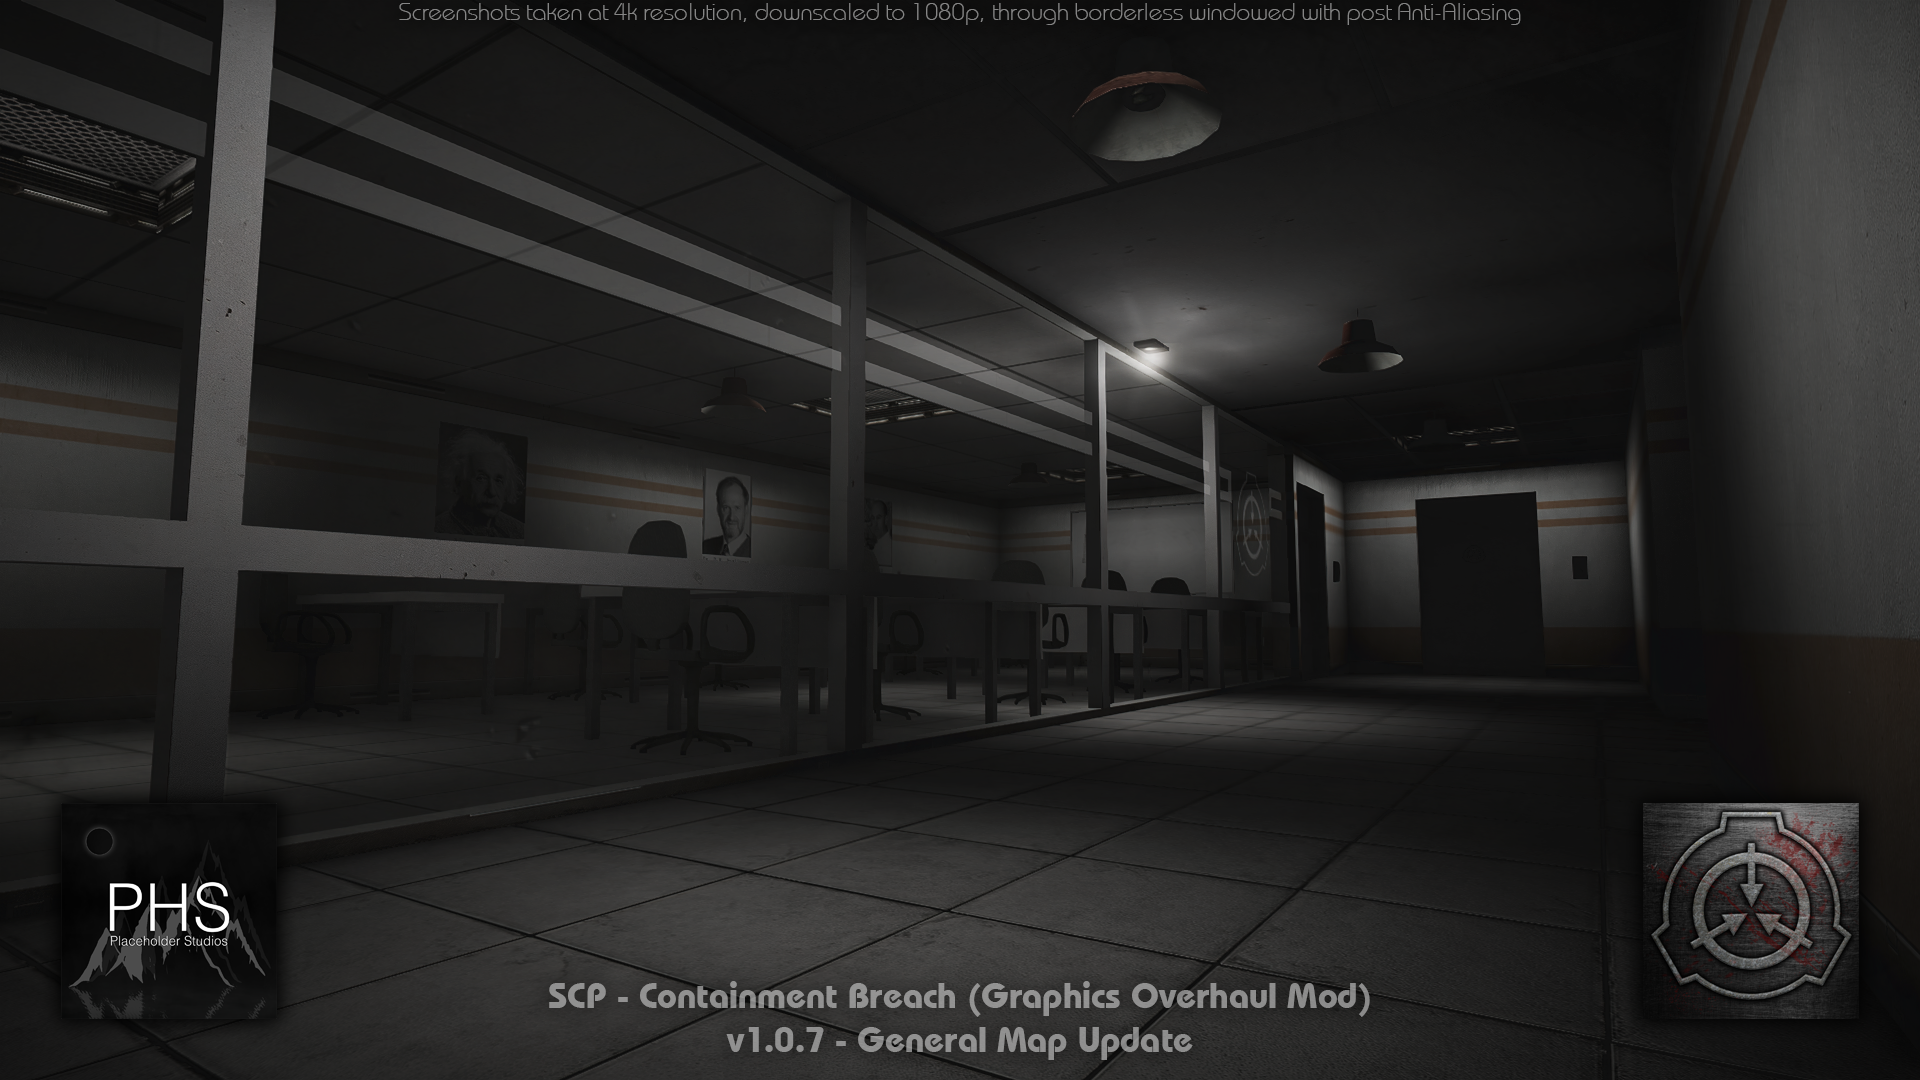 Screenshots taken at 4k resolution, downscaled to 1080p, through borderless windowed with post Anti-Aliasing
PHS
Placeholder Studios
SCP - Containment Breach (Graphics Overhaul Mod)
v1.0.7 - General Map Update